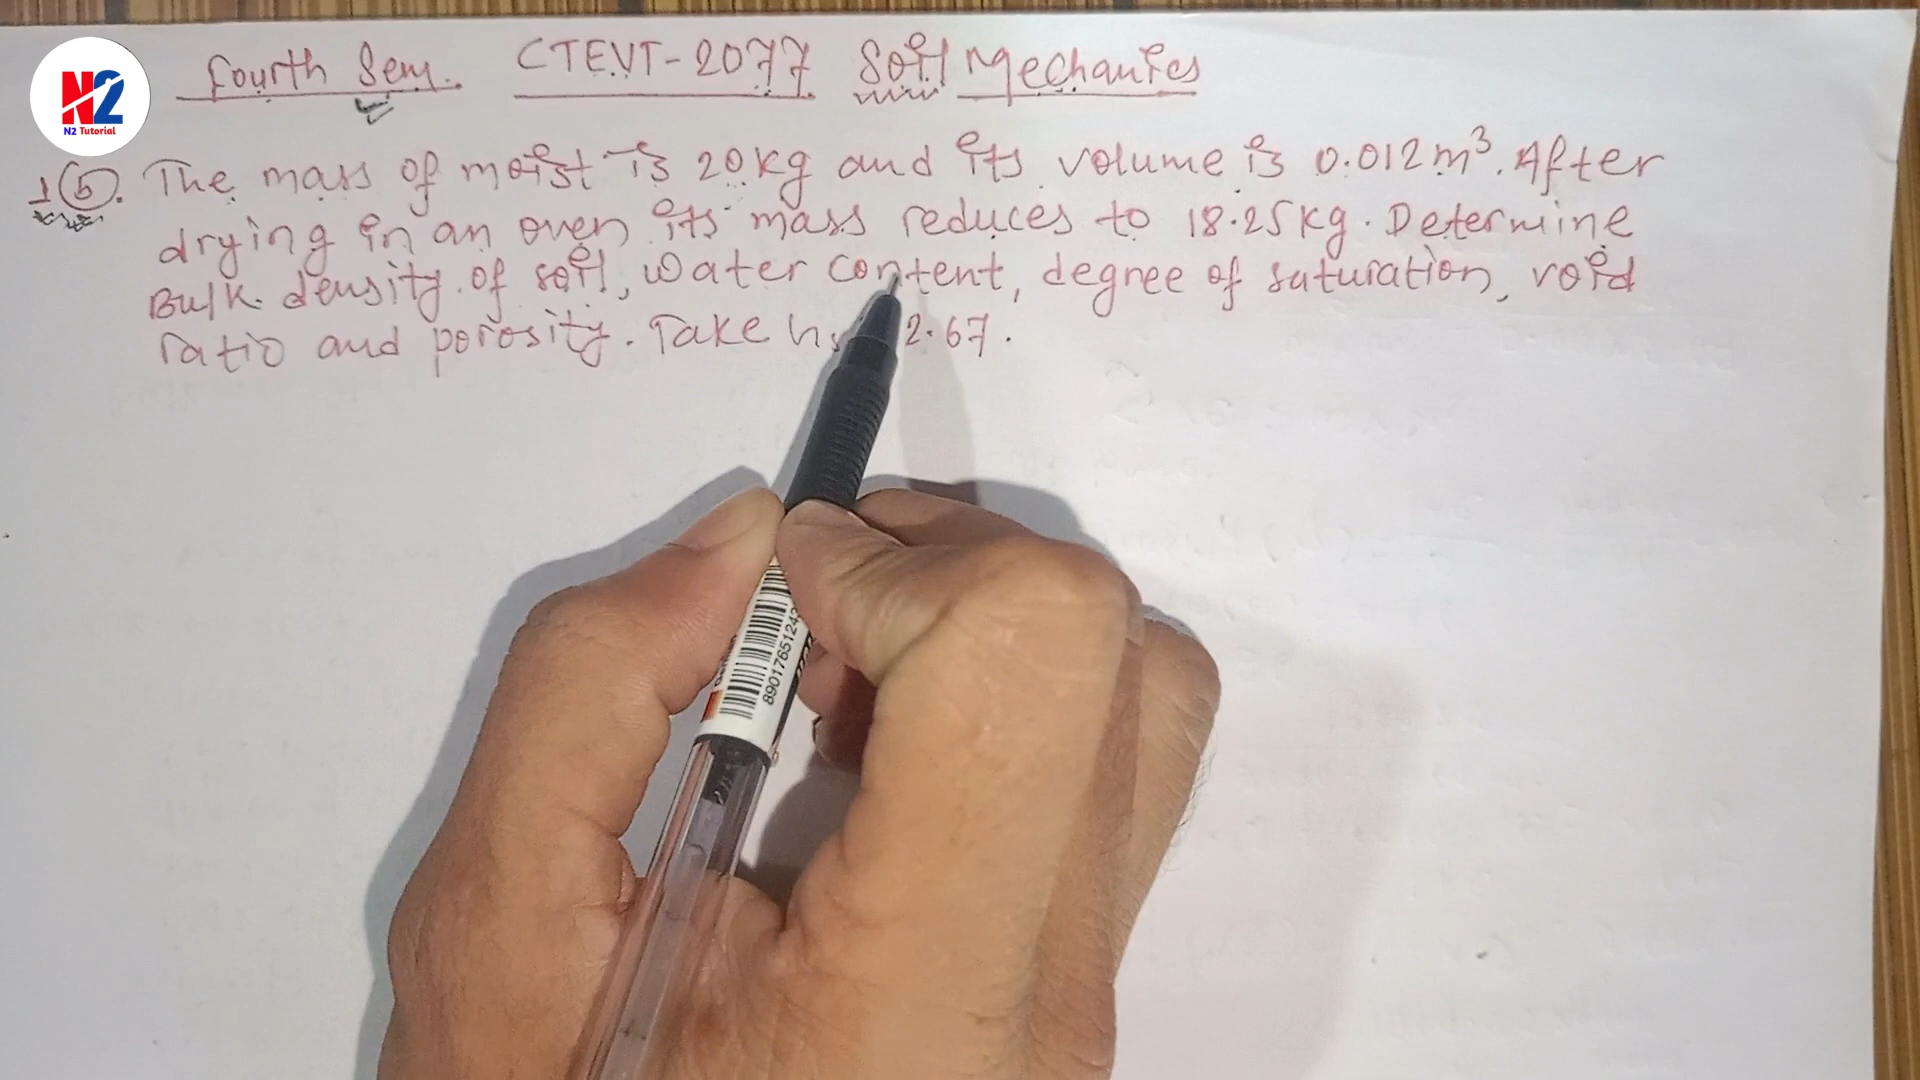 N2
N2 Tutorial
Fourth Sem. CTEVT-2077 Soil Mechanics
1(b). The mass of moist is 20kg and its volume is 0.012m³. After
drying in an oven its mass reduces to 18.25kg. Determine
Bulk density of soil, water content, degree of saturation, void
ratio and porosity. Take 2.67.
8901765124